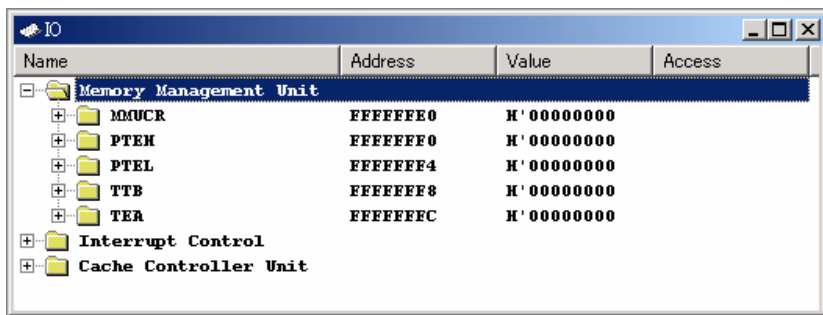 IO
Name Address Value Access
Memory Management Unit
MMUCR FFFFFFE0 H'00000000
PTEH FFFFFFF0 H'00000000
PTEL FFFFFFF4 H'00000000
TTB FFFFFFF8 H'00000000
TEA FFFFFFFC H'00000000
Interrupt Control
Cache Controller Unit